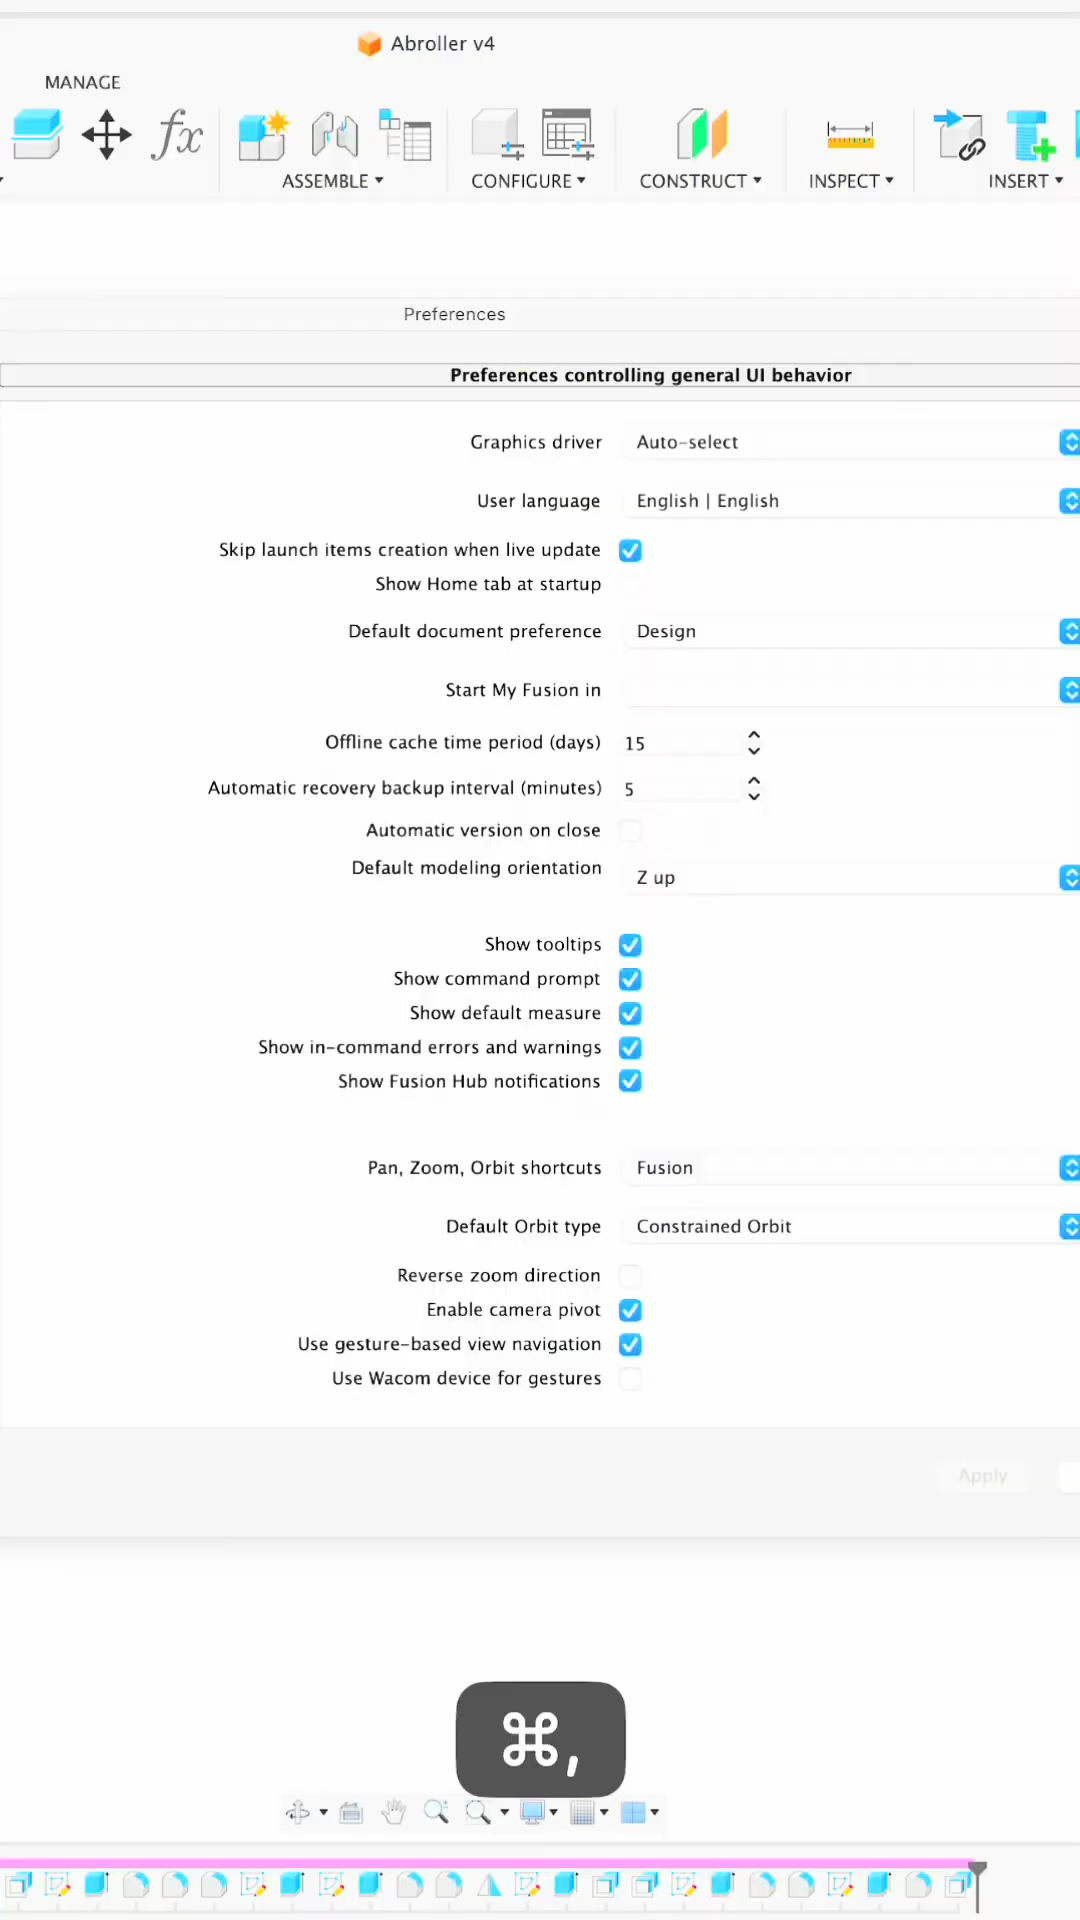 Abroller v4
MANAGE
fx
ASSEMBLE CONFIGURE CONSTRUCT INSPECT INSERT
Preferences
Preferences controlling general UI behavior
Graphics driver Auto-select
User language English | English
Skip launch items creation when live update
Show Home tab at startup
Default document preference Design
Start My Fusion in
Offline cache time period (days) 15
Automatic recovery backup interval (minutes) 5
Automatic version on close
Default modeling orientation Z up
Show tooltips
Show command prompt
Show default measure
Show in-command errors and warnings
Show Fusion Hub notifications
Pan, Zoom, Orbit shortcuts Fusion
Default Orbit type Constrained Orbit
Reverse zoom direction
Enable camera pivot
Use gesture-based view navigation
Use Wacom device for gestures
Apply
⌘,